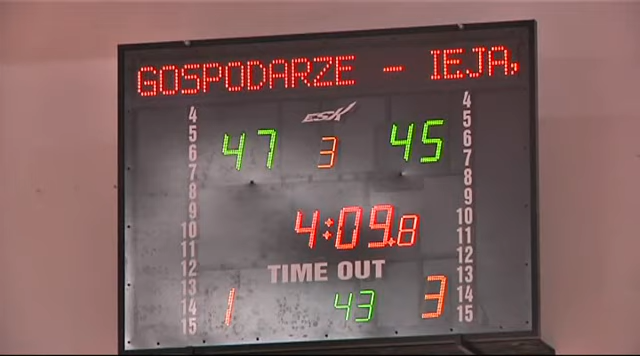 GOSPODARZE - IEJA
ESK
4 4
5 47 3 45 5
6 6
7 7
8 8
9 9
10 4:09.8 10
11 11
12 TIME OUT 12
13 13
14 1 43 3 14
15 15